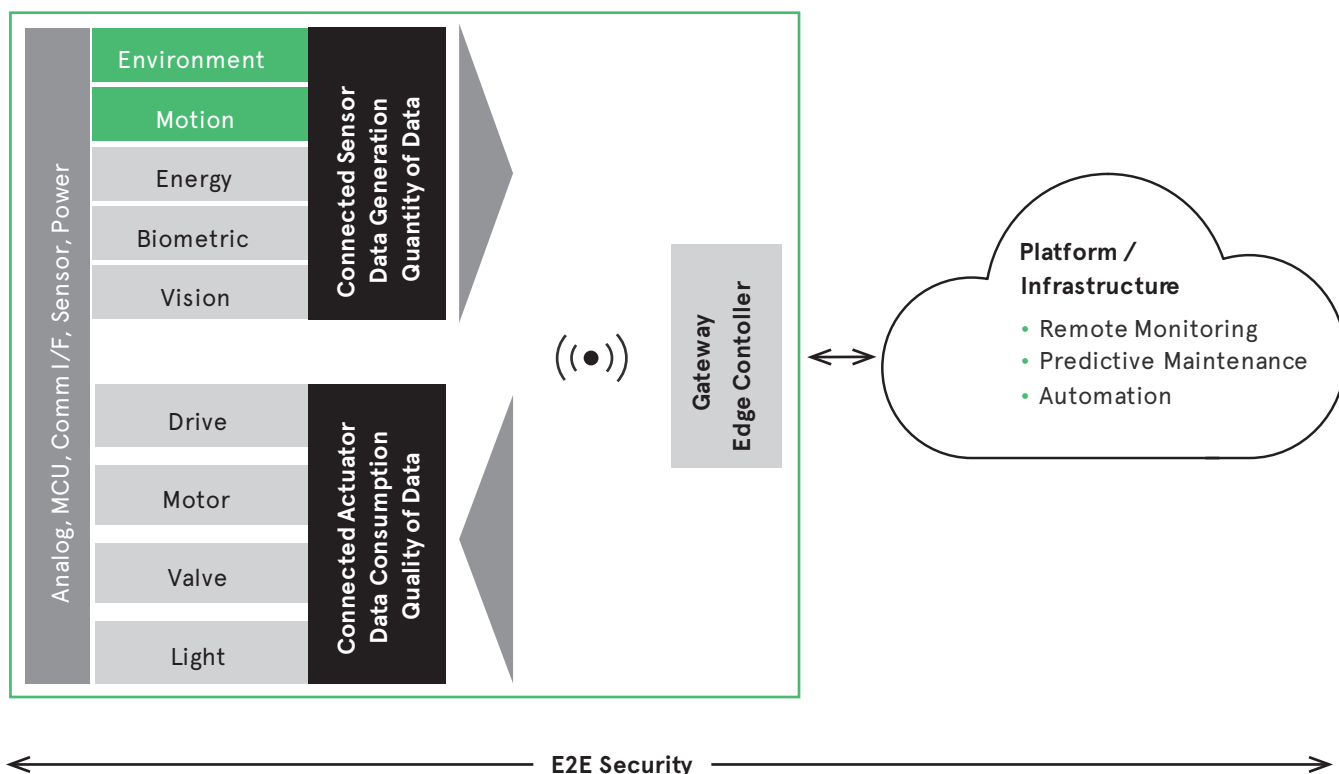 Analog, MCU, Comm I/F, Sensor, Power
Environment
Motion
Energy
Biometric
Vision
Connected Sensor
Data Generation
Quantity of Data
Drive
Motor
Valve
Light
Connected Actuator
Data Consumption
Quality of Data
Gateway
Edge Contoller
Platform /
Infrastructure
• Remote Monitoring
• Predictive Maintenance
• Automation
E2E Security